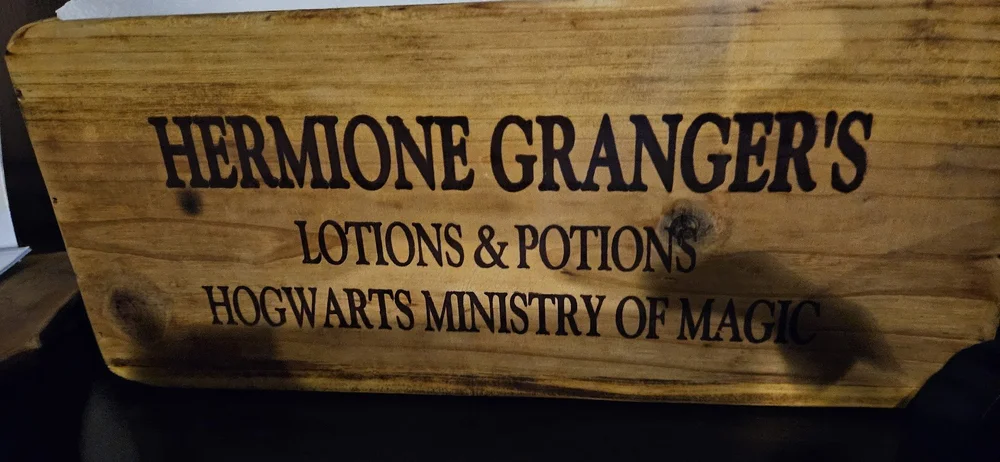 HERMIONE GRANGER'S
LOTIONS & POTIONS
HOGWARTS MINISTRY OF MAGIC